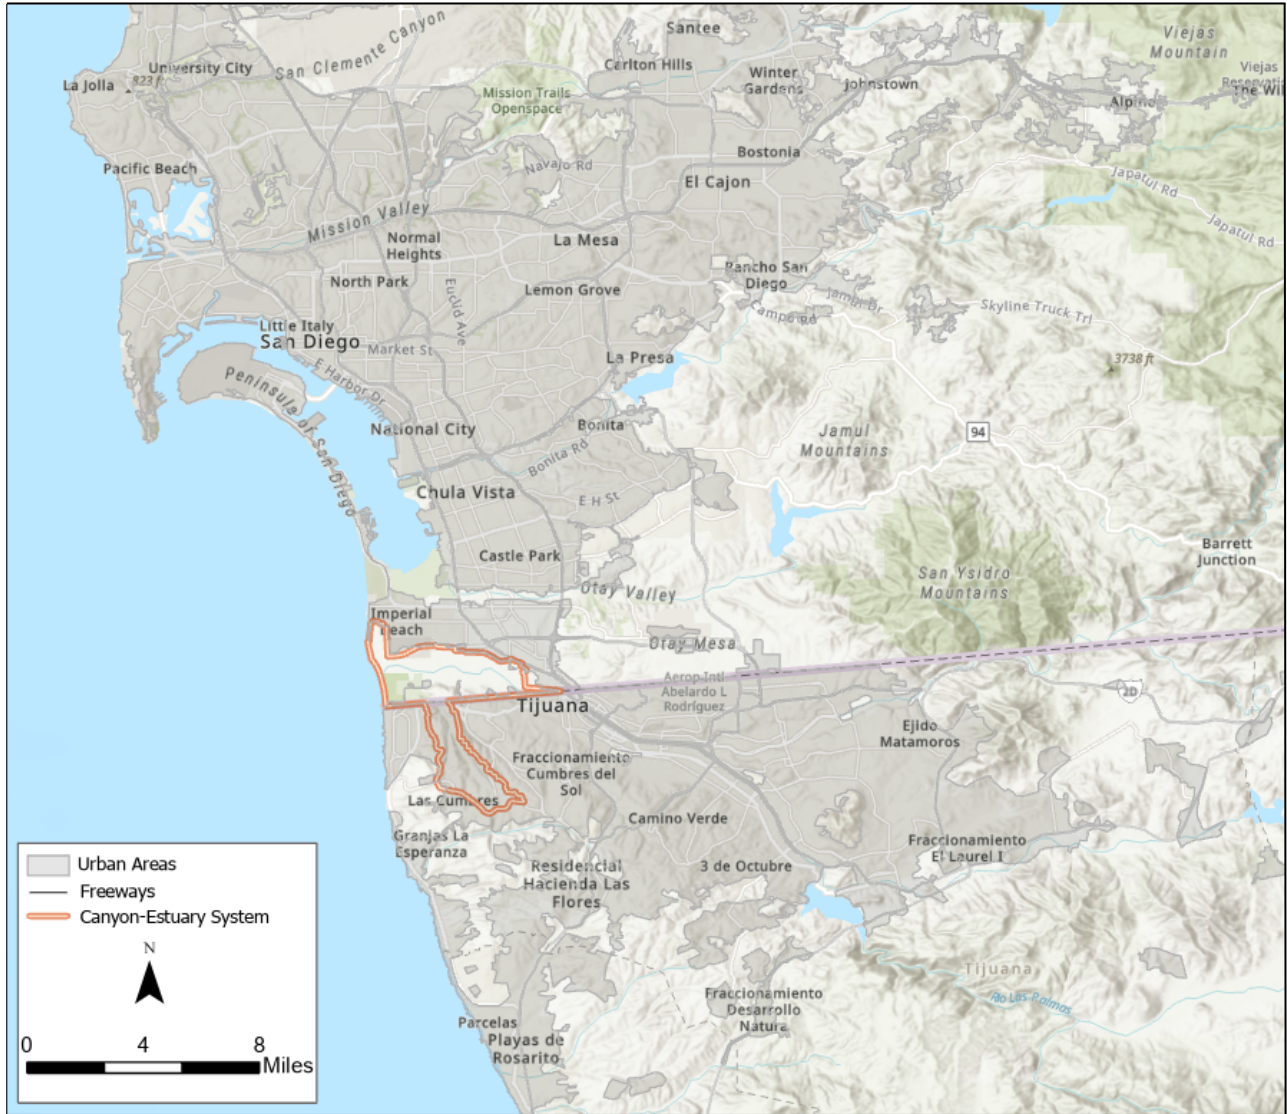 Santee
Viejas
Mountain
San Clemente Canyon
University City
Carlton Hills
Winter
Gardens
Johnstown
Viejas
La Jolla
823 ft
Mission Trails
Openspace
Alpine
The Wil
Pacific Beach
Navajo Rd
Bostonia
El Cajon
Japatul Rd
Japatul Rd
Mission Valley
Normal
Heights
La Mesa
North Park
Euclid Ave
Lemon Grove
Rancho San
Diego
Jamul Dr
Campo Rd
Skyline Truck Trl
Little Italy
San Diego
Market St
La Presa
3738 ft
E Harbor Dr
Peninsula of San Diego
National City
Bonita
Bonita Rd
Jamul
Mountains
94
Chula Vista
E H St
Castle Park
Barrett
Junction
Otay Valley
San Ysidro
Mountains
Imperial
Beach
Otay Mesa
Aerop Intl
Abelardo L
Rodríguez
2D
Tijuana
Ejido
Matamoros
Fraccionamiento
Cumbres del
Sol
Las Cumbres
Camino Verde
Granjas La
Esperanza
Fraccionamiento
El Laurel I
Residencial
Hacienda Las
Flores
3 de Octubre
Tijuana
Río Las Palmas
Fraccionamiento
Desarrollo
Natura
Parcelas
Playas de
Rosarito
Urban Areas
Freeways
Canyon-Estuary System
N
0 4 8
Miles